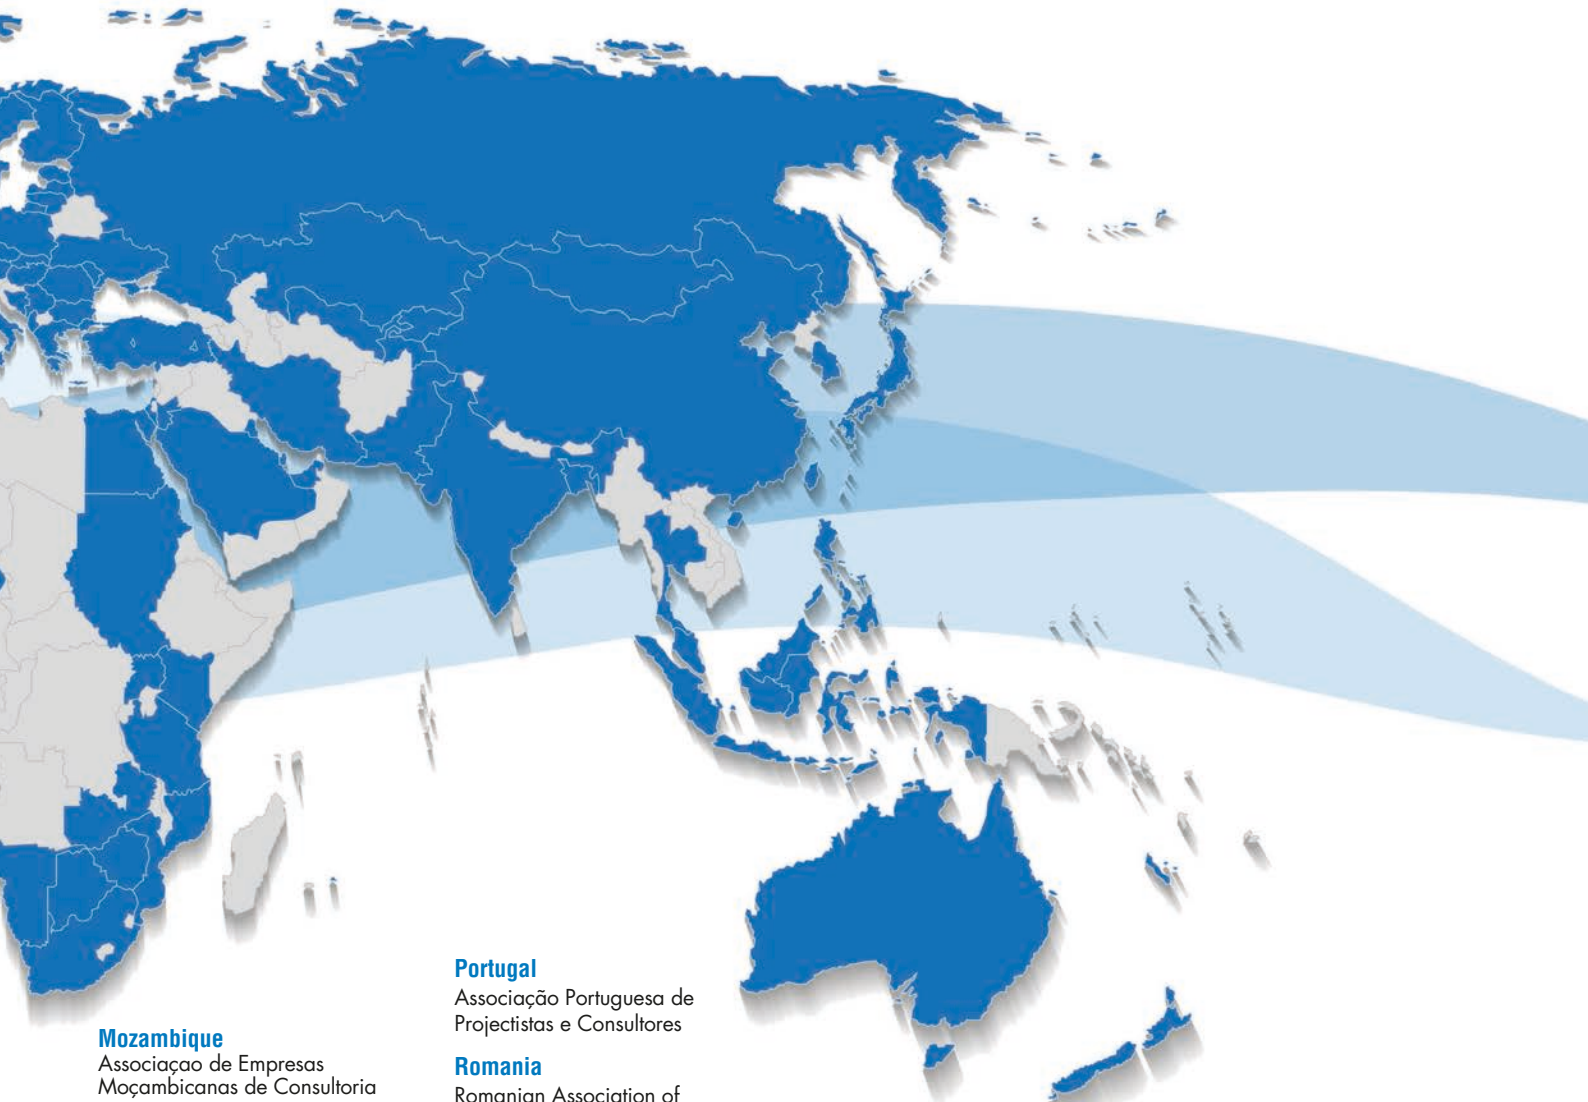 Mozambique
Associaçao de Empresas
Moçambicanas de Consultoria
Portugal
Associação Portuguesa de
Projectistas e Consultores
Romania
Romanian Association of